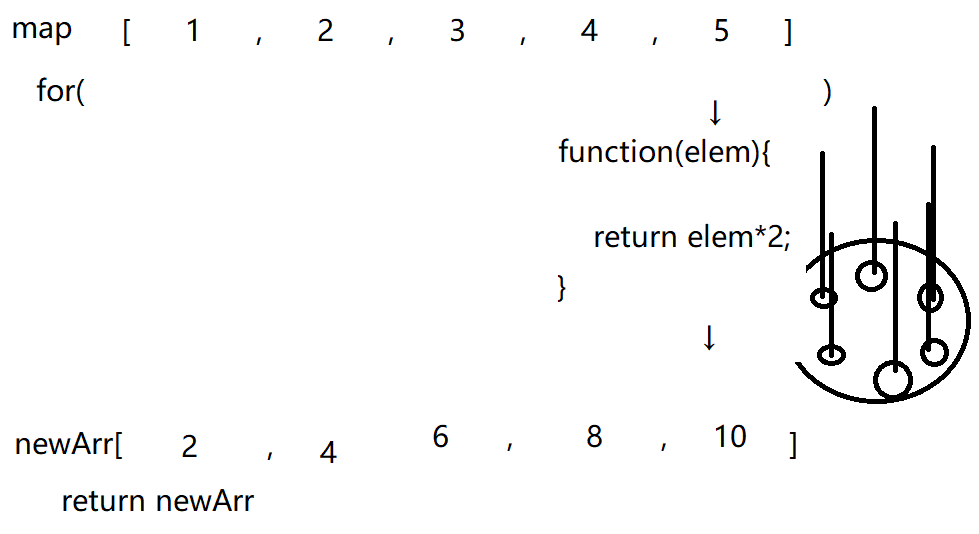 map [ 1 , 2 , 3 , 4 , 5 ]
for( )
↓
function(elem){
return elem*2;
}
↓
newArr[ 2 , 4 6 , 8 , 10 ]
return newArr